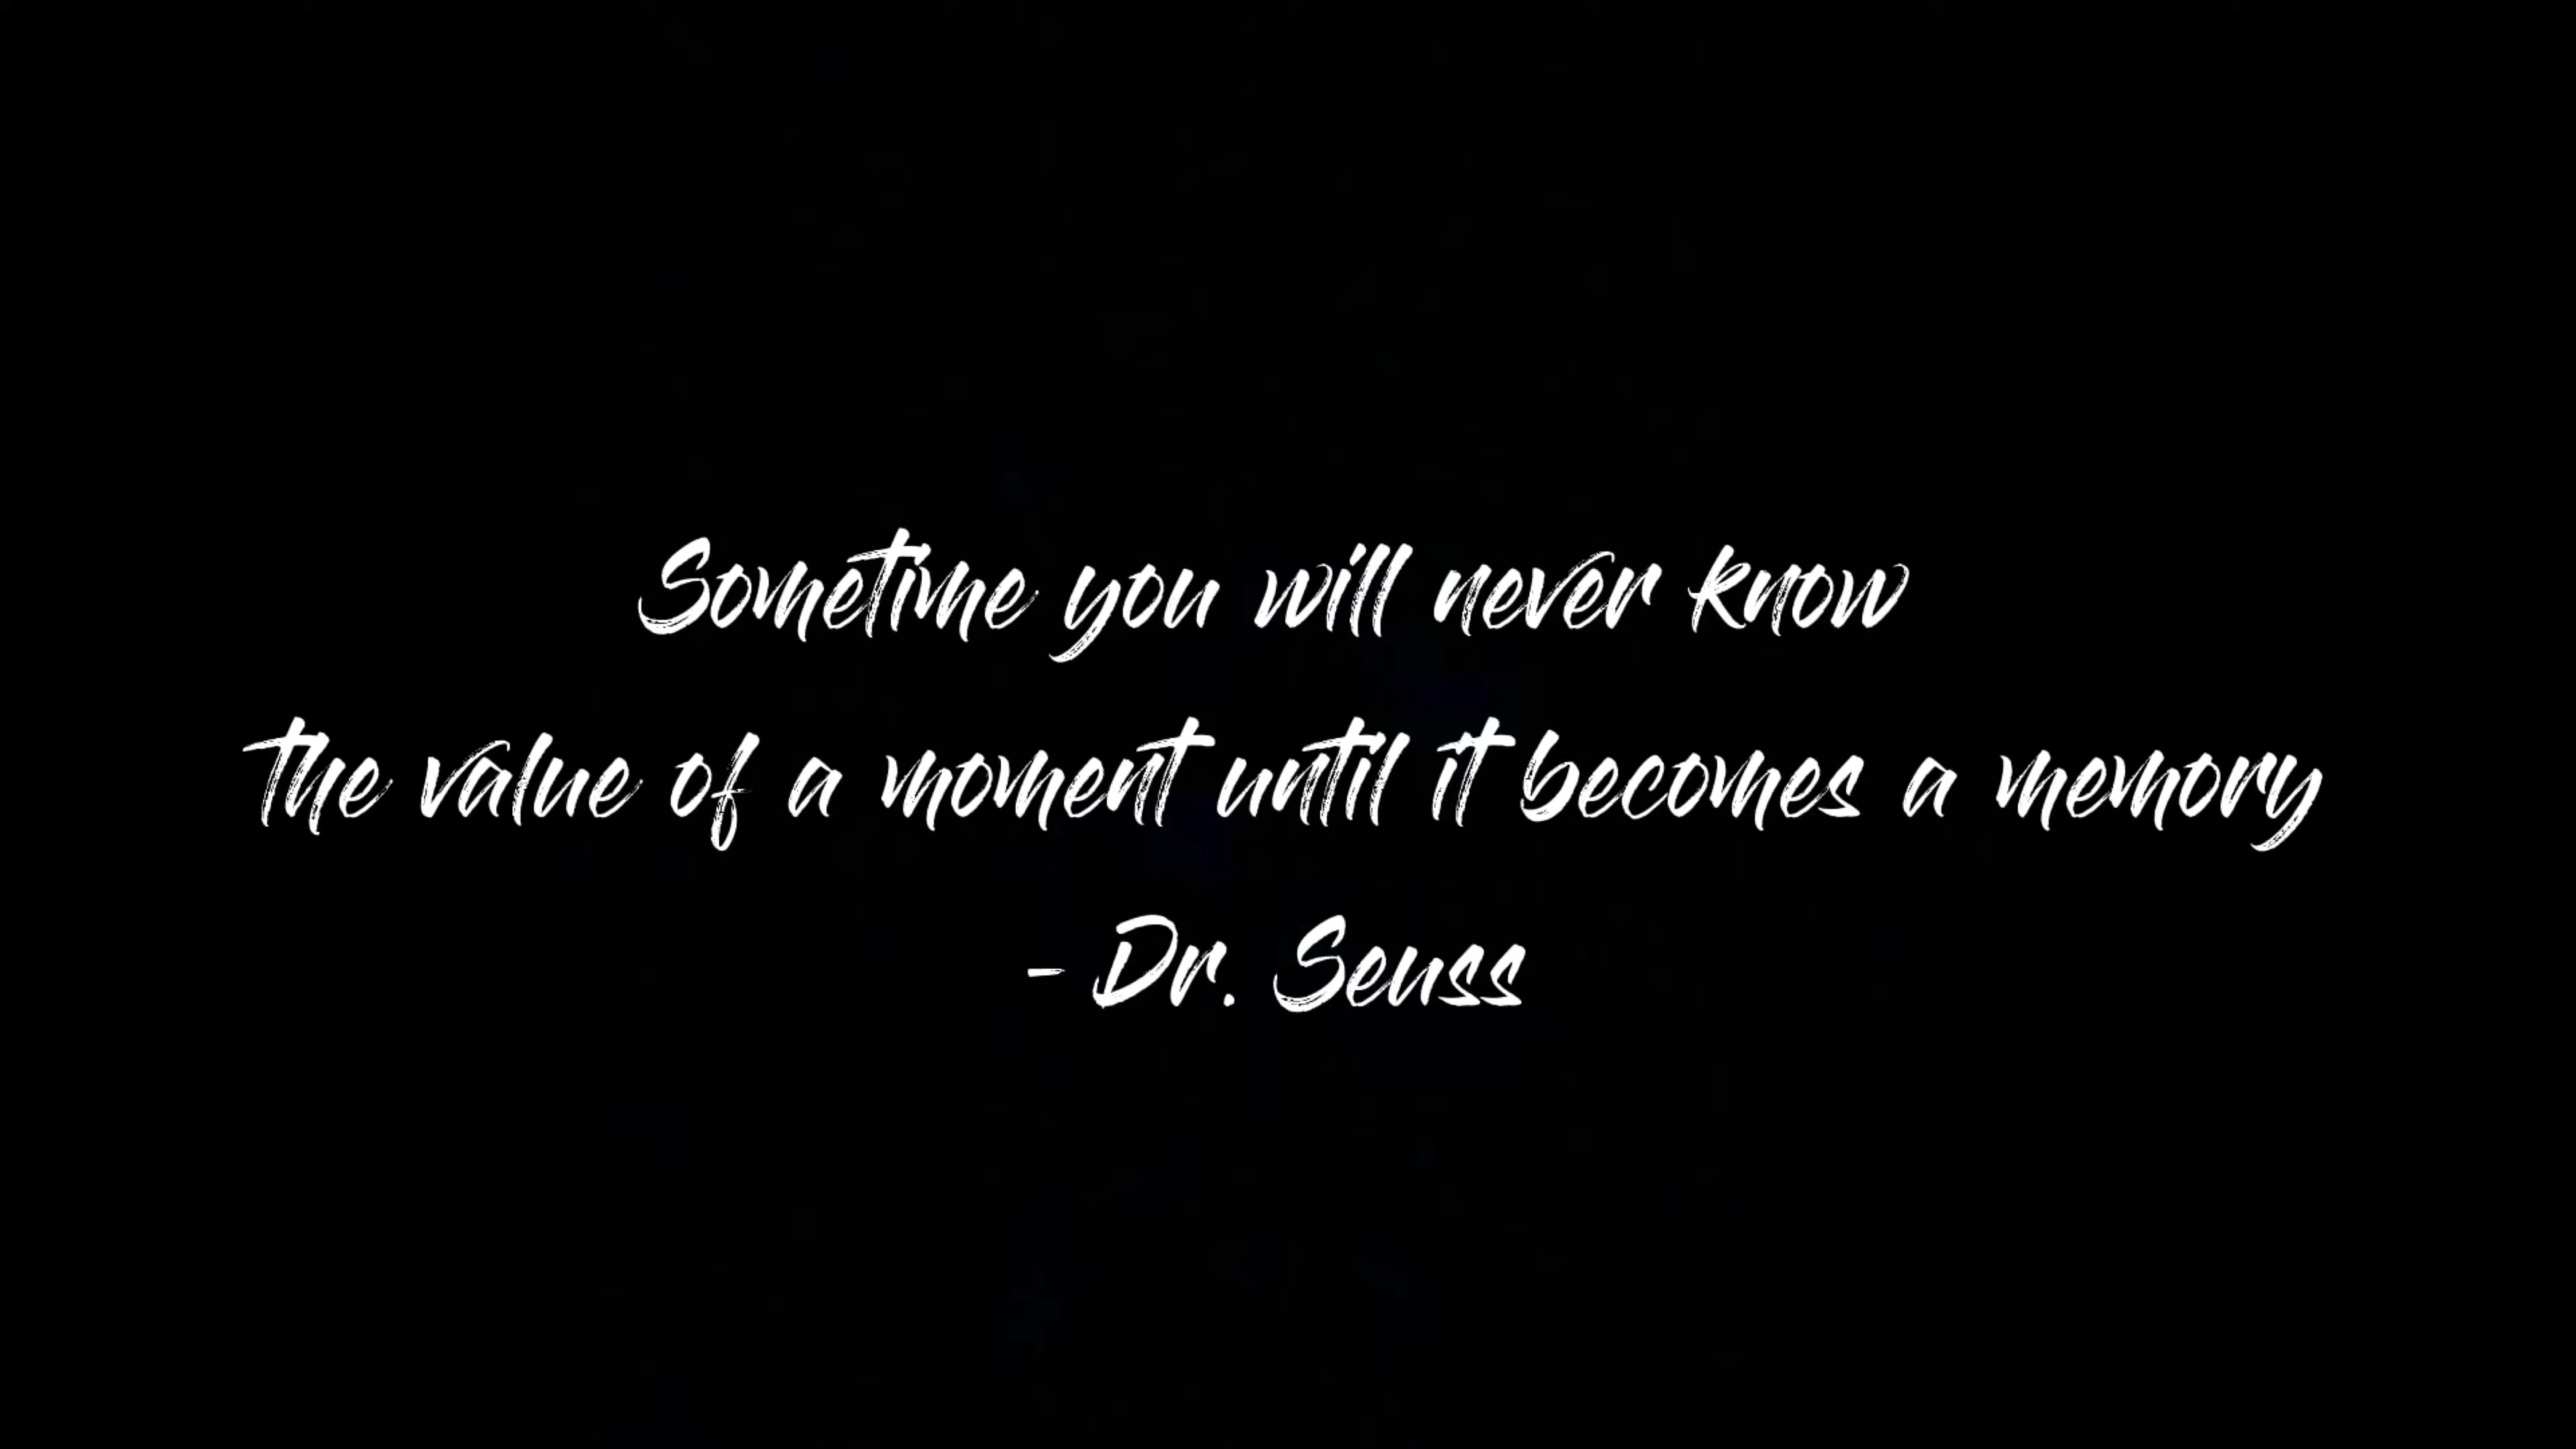 Sometime you will never know
the value of a moment until it becomes a memory
- Dr. Seuss